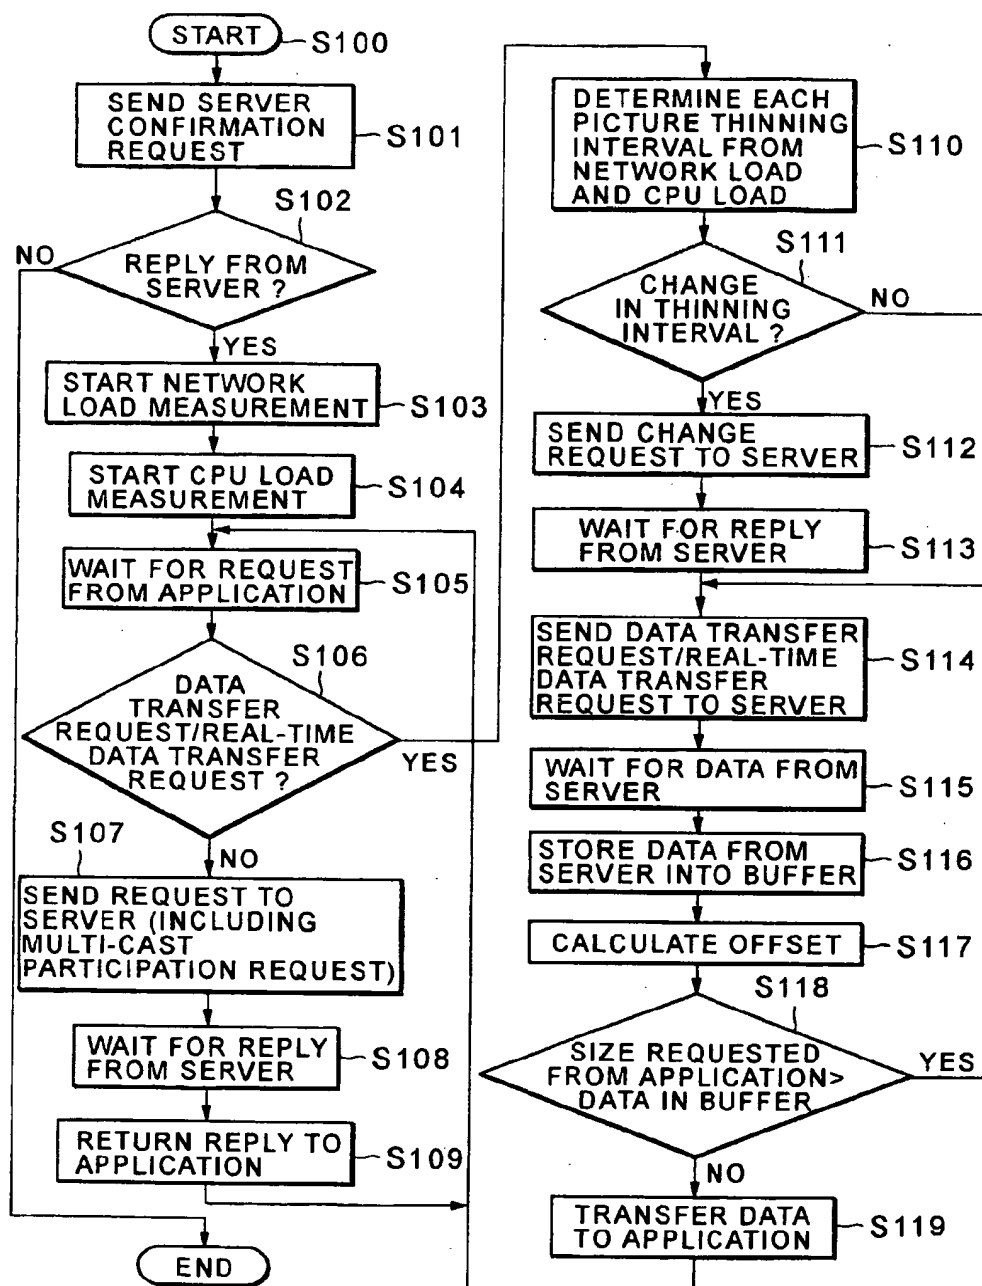 START
S100
SEND SERVER
CONFIRMATION
REQUEST
S101
S102
NO
REPLY FROM
SERVER ?
YES
START NETWORK
LOAD MEASUREMENT
S103
START CPU LOAD
MEASUREMENT
S104
WAIT FOR REQUEST
FROM APPLICATION
S105
S106
DATA
TRANSFER
REQUEST/REAL-TIME
DATA TRANSFER
REQUEST ?
YES
S107
NO
SEND REQUEST TO
SERVER (INCLUDING
MULTI-CAST
PARTICIPATION REQUEST)
WAIT FOR REPLY
FROM SERVER
S108
RETURN REPLY TO
APPLICATION
S109
END
DETERMINE EACH
PICTURE THINNING
INTERVAL FROM
NETWORK LOAD
AND CPU LOAD
S110
S111
CHANGE
IN THINNING
INTERVAL ?
NO
YES
SEND CHANGE
REQUEST TO SERVER
S112
WAIT FOR REPLY
FROM SERVER
S113
SEND DATA TRANSFER
REQUEST/REAL-TIME
DATA TRANSFER
REQUEST TO SERVER
S114
WAIT FOR DATA FROM
SERVER
S115
STORE DATA FROM
SERVER INTO BUFFER
S116
CALCULATE OFFSET
S117
S118
SIZE REQUESTED
FROM APPLICATION>
DATA IN BUFFER
YES
NO
TRANSFER DATA
TO APPLICATION
S119